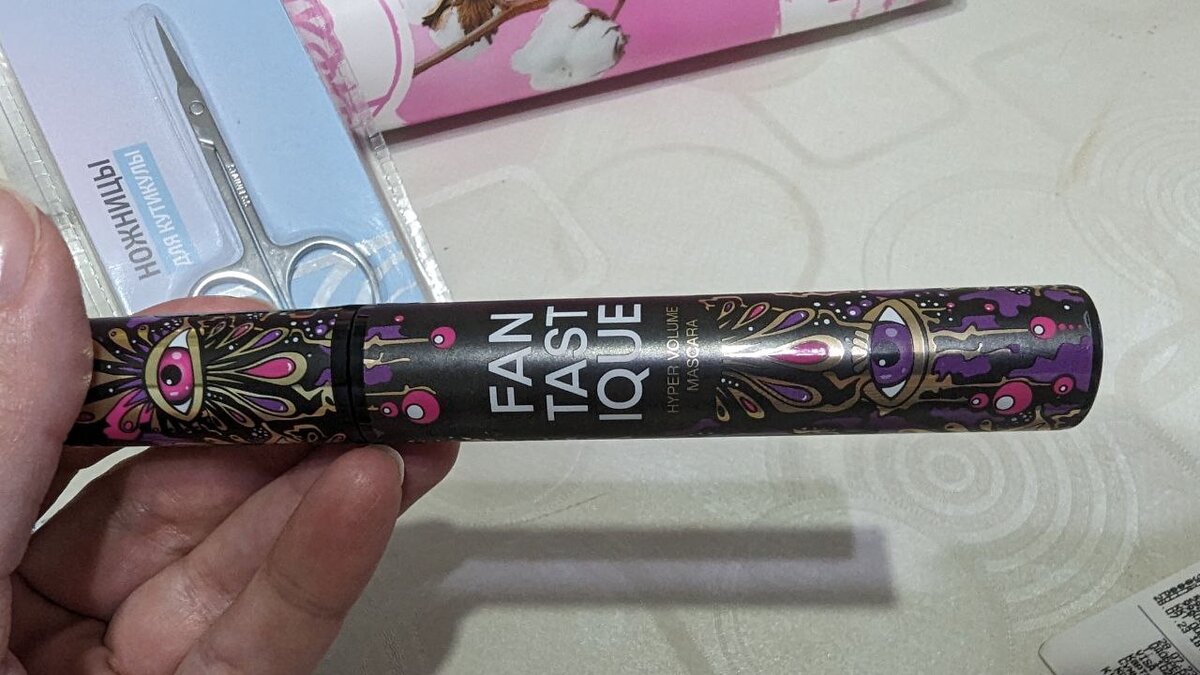 НОЖНИЦЫ
ДЛЯ КУТИКУЛЫ
FAN
TAST
IQUE
HYPER VOLUME
MASCARA